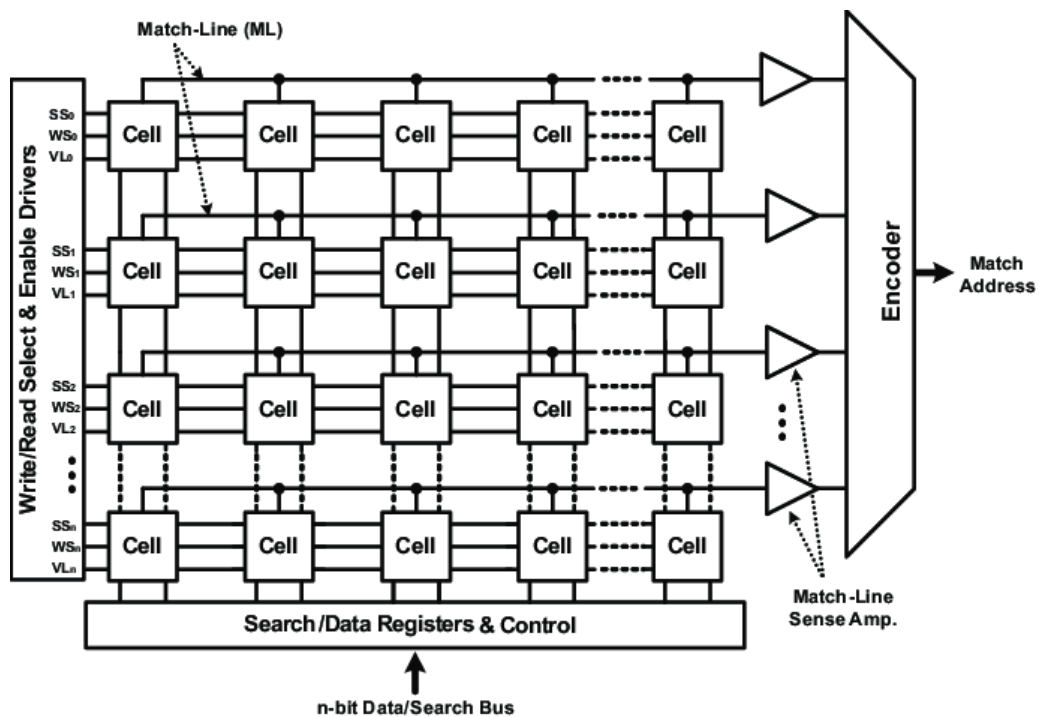 Match-Line (ML)
Write/Read Select & Enable Drivers
SS0
WS0
VL0
Cell Cell Cell Cell Cell
SS1
WS1
VL1
Cell Cell Cell Cell Cell
SS2
WS2
VL2
Cell Cell Cell Cell Cell
SSn
WSn
VLn
Cell Cell Cell Cell Cell
Encoder
Match
Address
Match-Line
Sense Amp.
Search/Data Registers & Control
n-bit Data/Search Bus